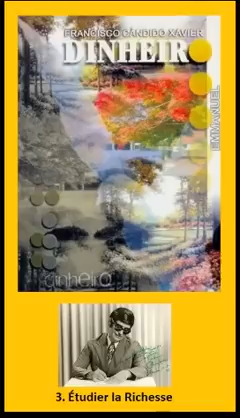 FRANCISCO CÂNDIDO XAVIER
DINHEIRO
EMMANUEL
dinheiro
3. Étudier la Richesse